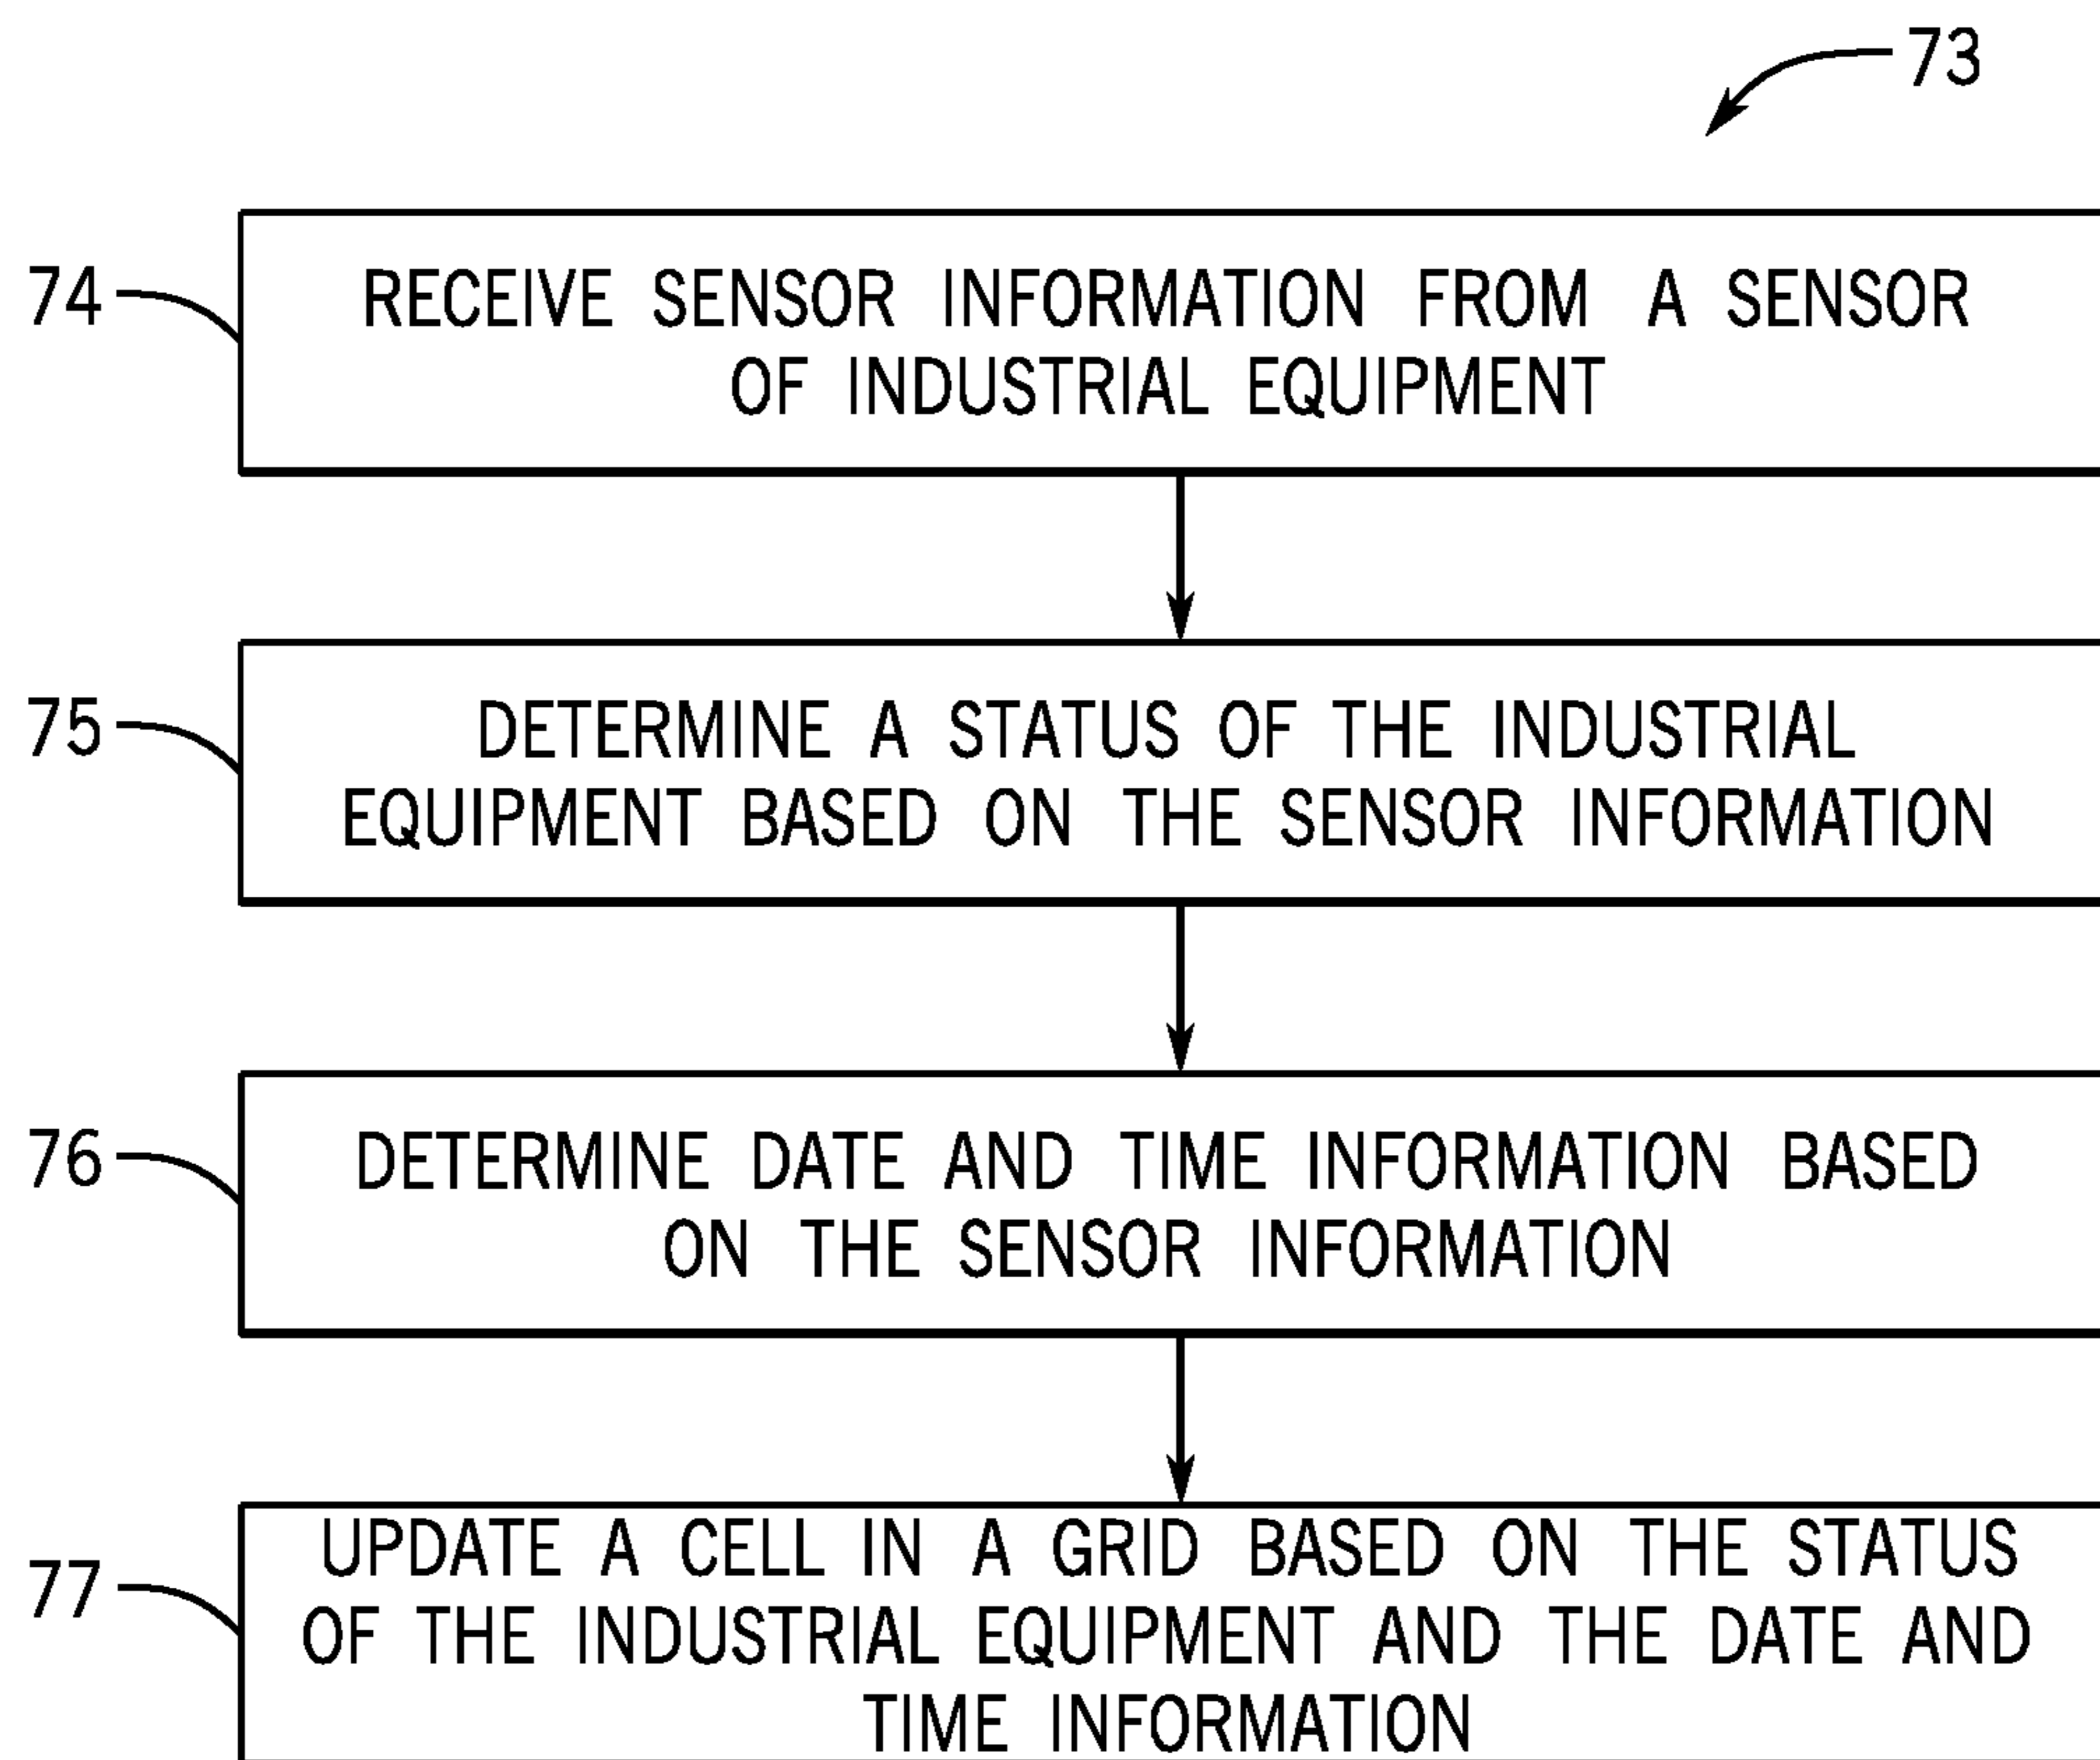 73
74
RECEIVE SENSOR INFORMATION FROM A SENSOR
OF INDUSTRIAL EQUIPMENT
75
DETERMINE A STATUS OF THE INDUSTRIAL
EQUIPMENT BASED ON THE SENSOR INFORMATION
76
DETERMINE DATE AND TIME INFORMATION BASED
ON THE SENSOR INFORMATION
77
UPDATE A CELL IN A GRID BASED ON THE STATUS
OF THE INDUSTRIAL EQUIPMENT AND THE DATE AND
TIME INFORMATION